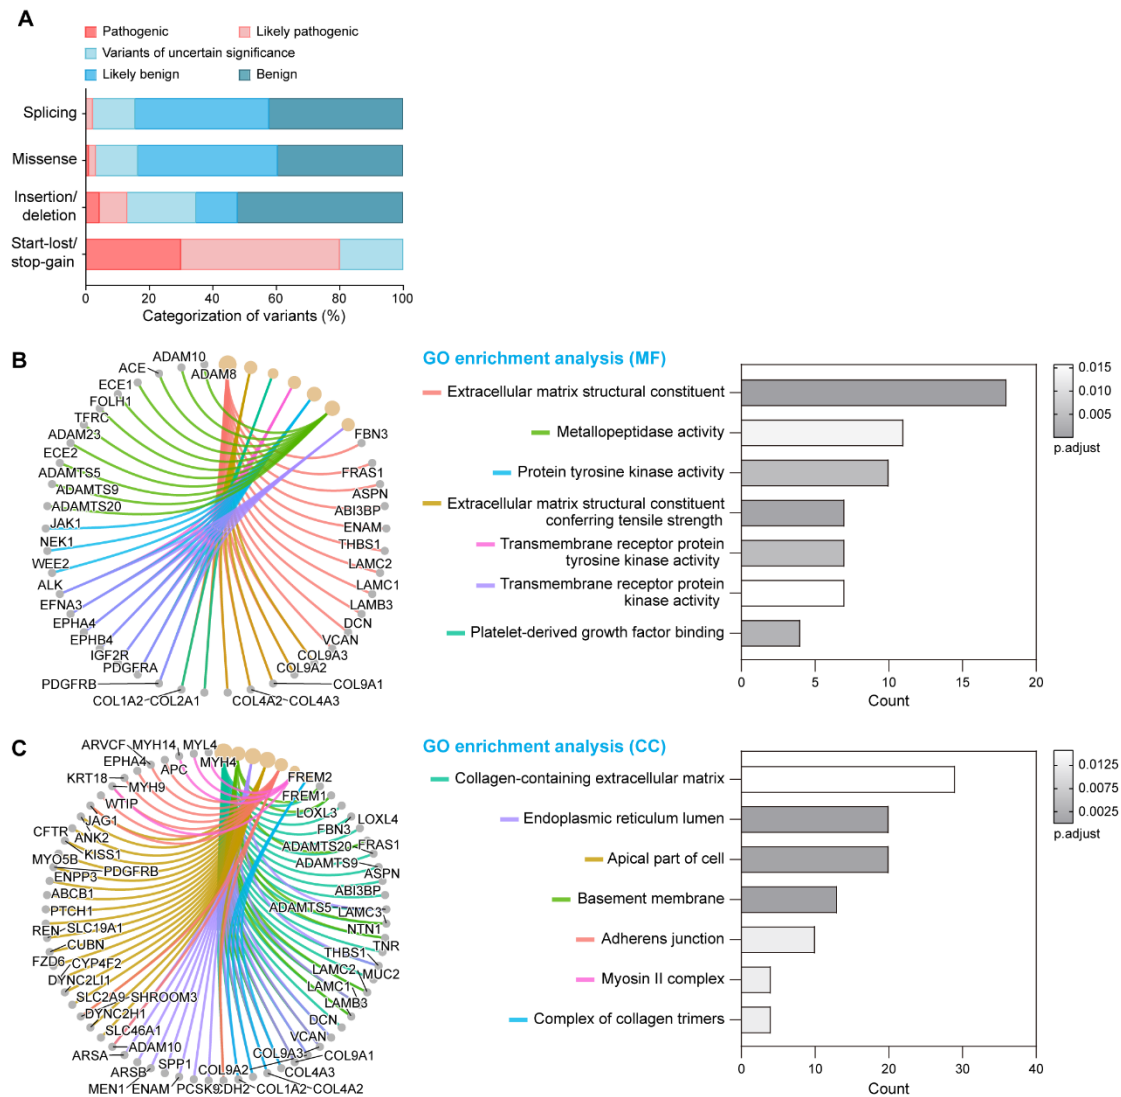 A
Pathogenic
Likely pathogenic
Variants of uncertain significance
Likely benign
Benign
Splicing
Missense
Insertion/
deletion
Start-lost/
stop-gain
0 20 40 60 80 100
Categorization of variants (%)
B
ADAM10
ACE
ADAM8
ECE1
FOLH1
TFRC
ADAM23
ECE2
ADAMTS5
ADAMTS9
ADAMTS20
JAK1
NEK1
WEE2
ALK
EFNA3
EPHA4
EPHB4
IGF2R
PDGFRA
PDGFRB
COL1A2
COL2A1
COL4A2
COL4A3
COL9A1
COL9A2
COL9A3
VCAN
DCN
LAMB3
LAMC1
LAMC2
THBS1
ENAM
ABI3BP
ASPN
FRAS1
FBN3
GO enrichment analysis (MF)
Extracellular matrix structural constituent
Metallopeptidase activity
Protein tyrosine kinase activity
Extracellular matrix structural constituent
conferring tensile strength
Transmembrane receptor protein
tyrosine kinase activity
Transmembrane receptor protein
kinase activity
Platelet-derived growth factor binding
0 5 10 15 20
Count
0.015
0.010
0.005
p.adjust
C
ARVCF
MYH14
MYL4
EPHA4
APC
MYH4
KRT18
MYH9
WTIP
JAG1
CFTR
ANK2
KISS1
MYO5B
PDGFRB
ENPP3
ABCB1
PTCH1
REN
SLC19A1
CUBN
FZD6
CYP4F2
DYNC2LI1
SLC2A9
SHROOM3
DYNC2H1
SLC46A1
ADAM10
ARSA
ARSB
SPP1
MEN1
ENAM
PCSK9
CDH2
COL1A2
COL4A2
COL4A3
COL9A2
COL9A1
COL9A3
VCAN
DCN
LAMB3
LAMC1
MUC2
LAMC2
THBS1
TNR
NTN1
LAMC3
ADAMTS5
ABI3BP
ASPN
ADAMTS9
FRAS1
ADAMTS20
FBN3
LOXL4
LOXL3
FREM1
FREM2
GO enrichment analysis (CC)
Collagen-containing extracellular matrix
Endoplasmic reticulum lumen
Apical part of cell
Basement membrane
Adherens junction
Myosin II complex
Complex of collagen trimers
0 10 20 30 40
Count
0.0125
0.0075
0.0025
p.adjust